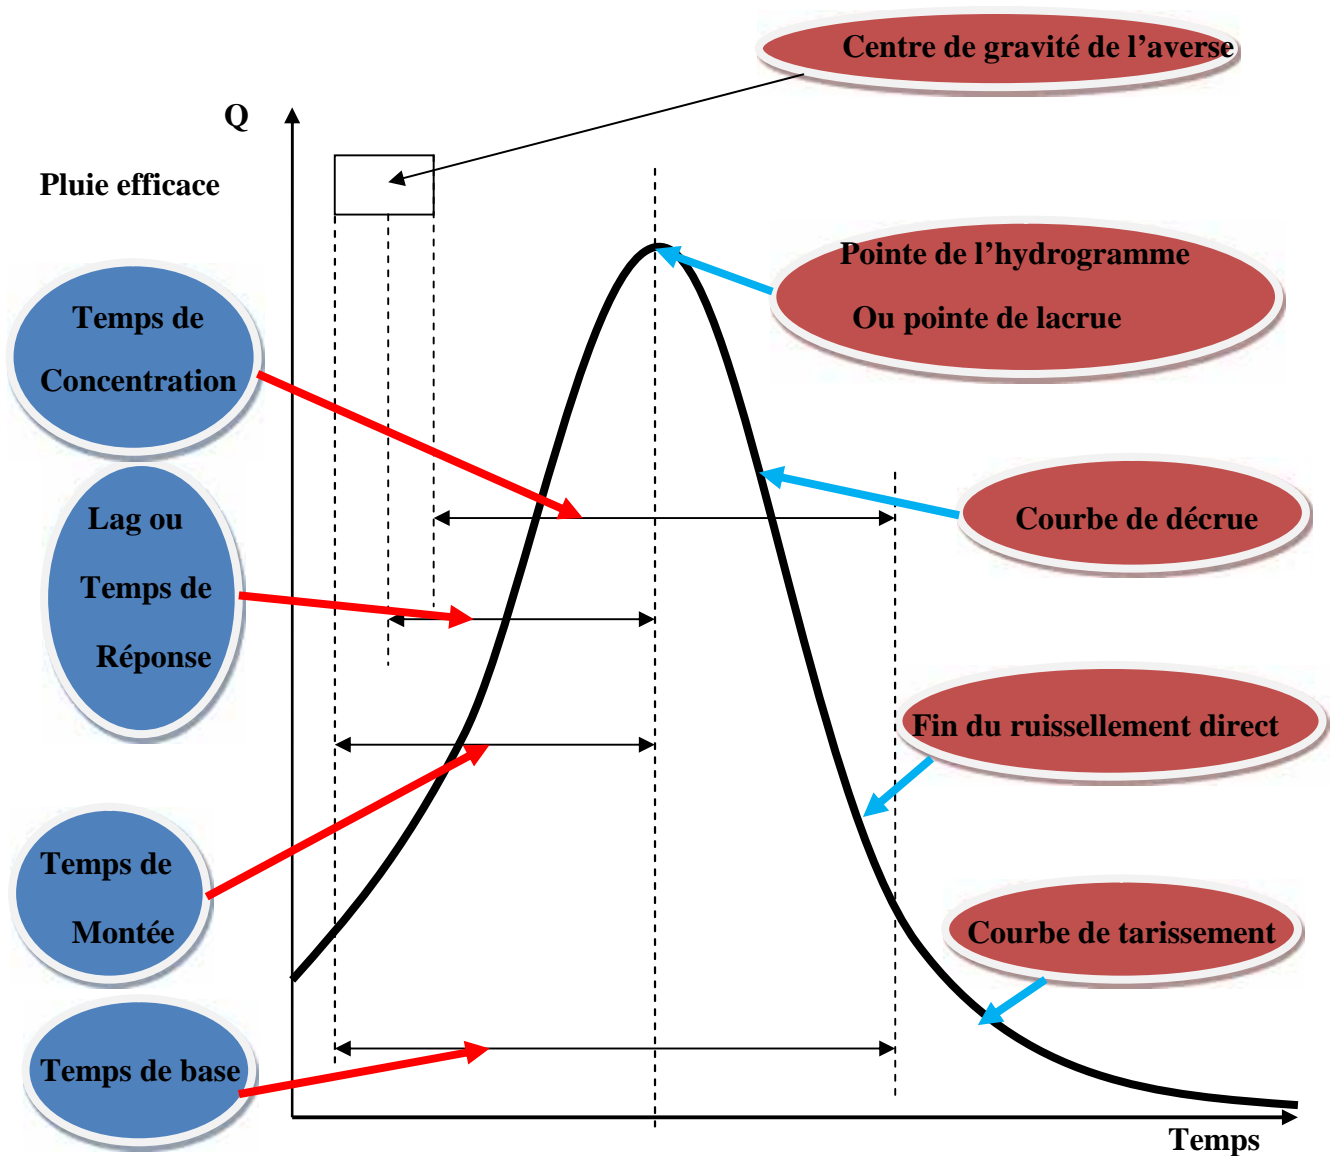 Centre de gravité de l’averse
Q
Pluie efficace
Pointe de l’hydrogramme
Ou pointe de lacrue
Temps de
Concentration
Courbe de décrue
Lag ou
Temps de
Réponse
Fin du ruissellement direct
Temps de
Montée
Courbe de tarissement
Temps de base
Temps